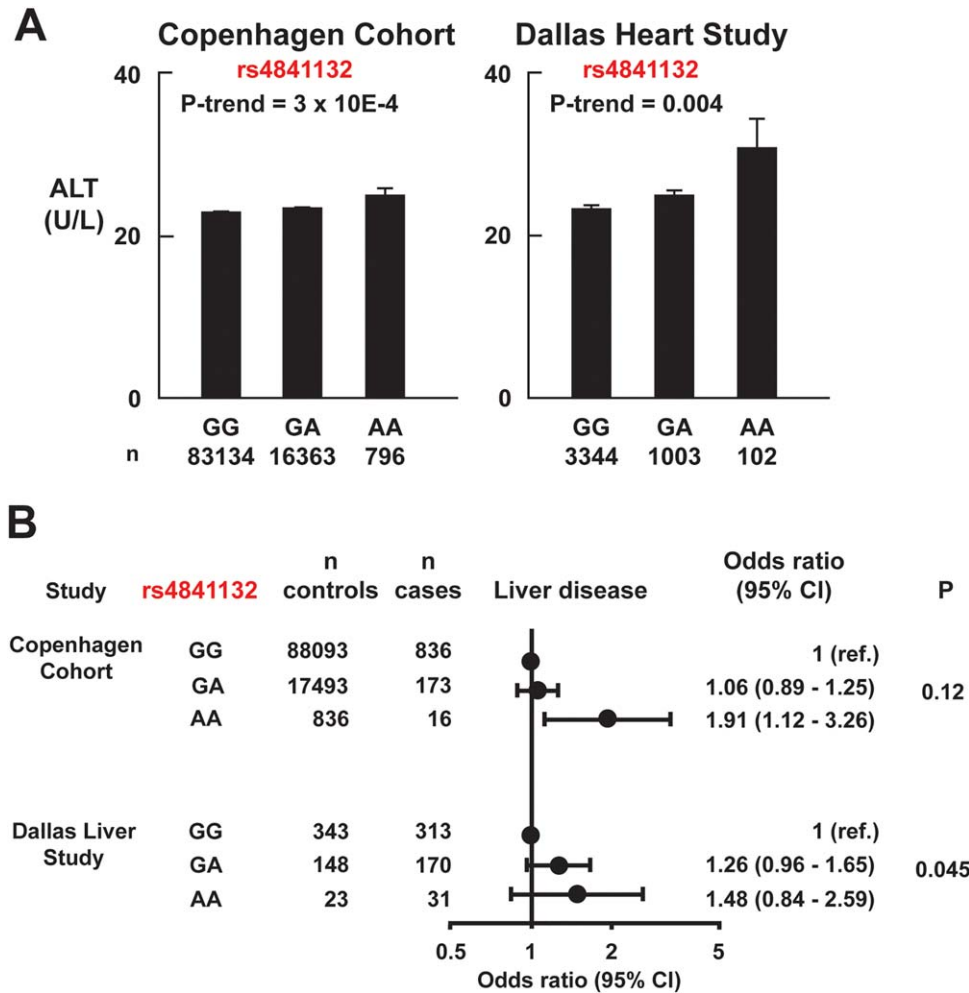 A
Copenhagen Cohort Dallas Heart Study
rs4841132 rs4841132
40 P-trend = 3 x 10E-4 40 P-trend = 0.004
ALT
(U/L)
20 20
0 0
GG GA AA GG GA AA
n 83134 16363 796 3344 1003 102
B
n n Odds ratio
Study rs4841132 controls cases Liver disease (95% CI) P
Copenhagen Cohort GG 88093 836 1 (ref.)
GA 17493 173 1.06 (0.89 - 1.25) 0.12
AA 836 16 1.91 (1.12 - 3.26)
Dallas Liver Study GG 343 313 1 (ref.)
GA 148 170 1.26 (0.96 - 1.65) 0.045
AA 23 31 1.48 (0.84 - 2.59)
0.5 1 2 5
Odds ratio (95% CI)